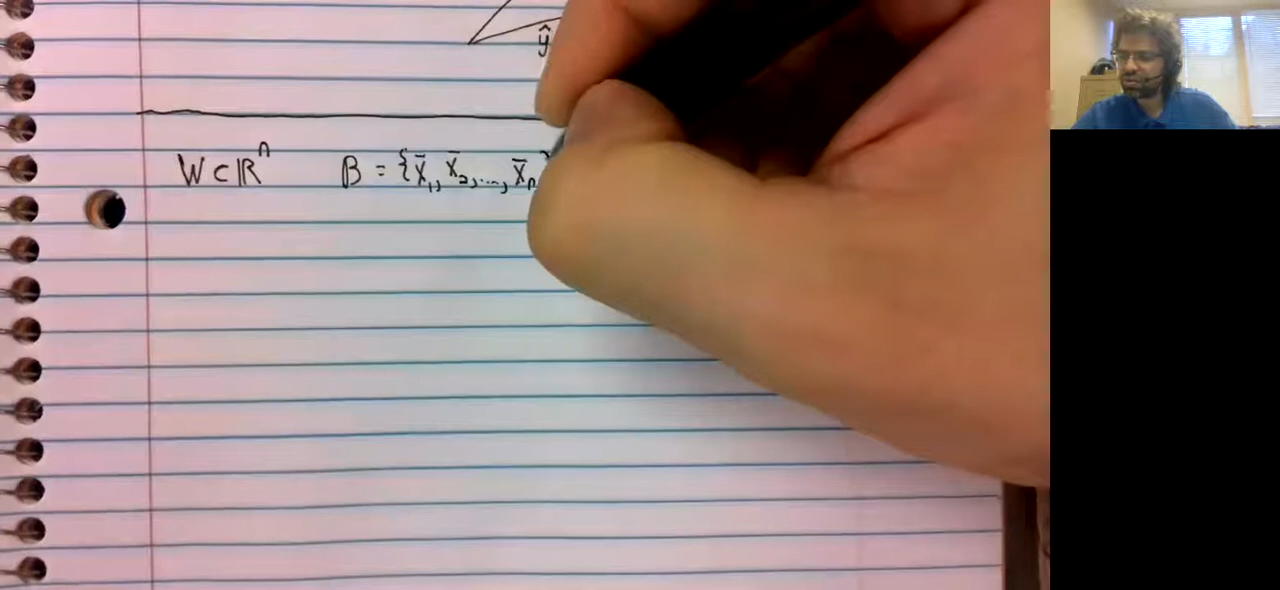 ŷ
W ⊂ ℝⁿ β = {x̄₁, x̄₂, ..., x̄ₙ}